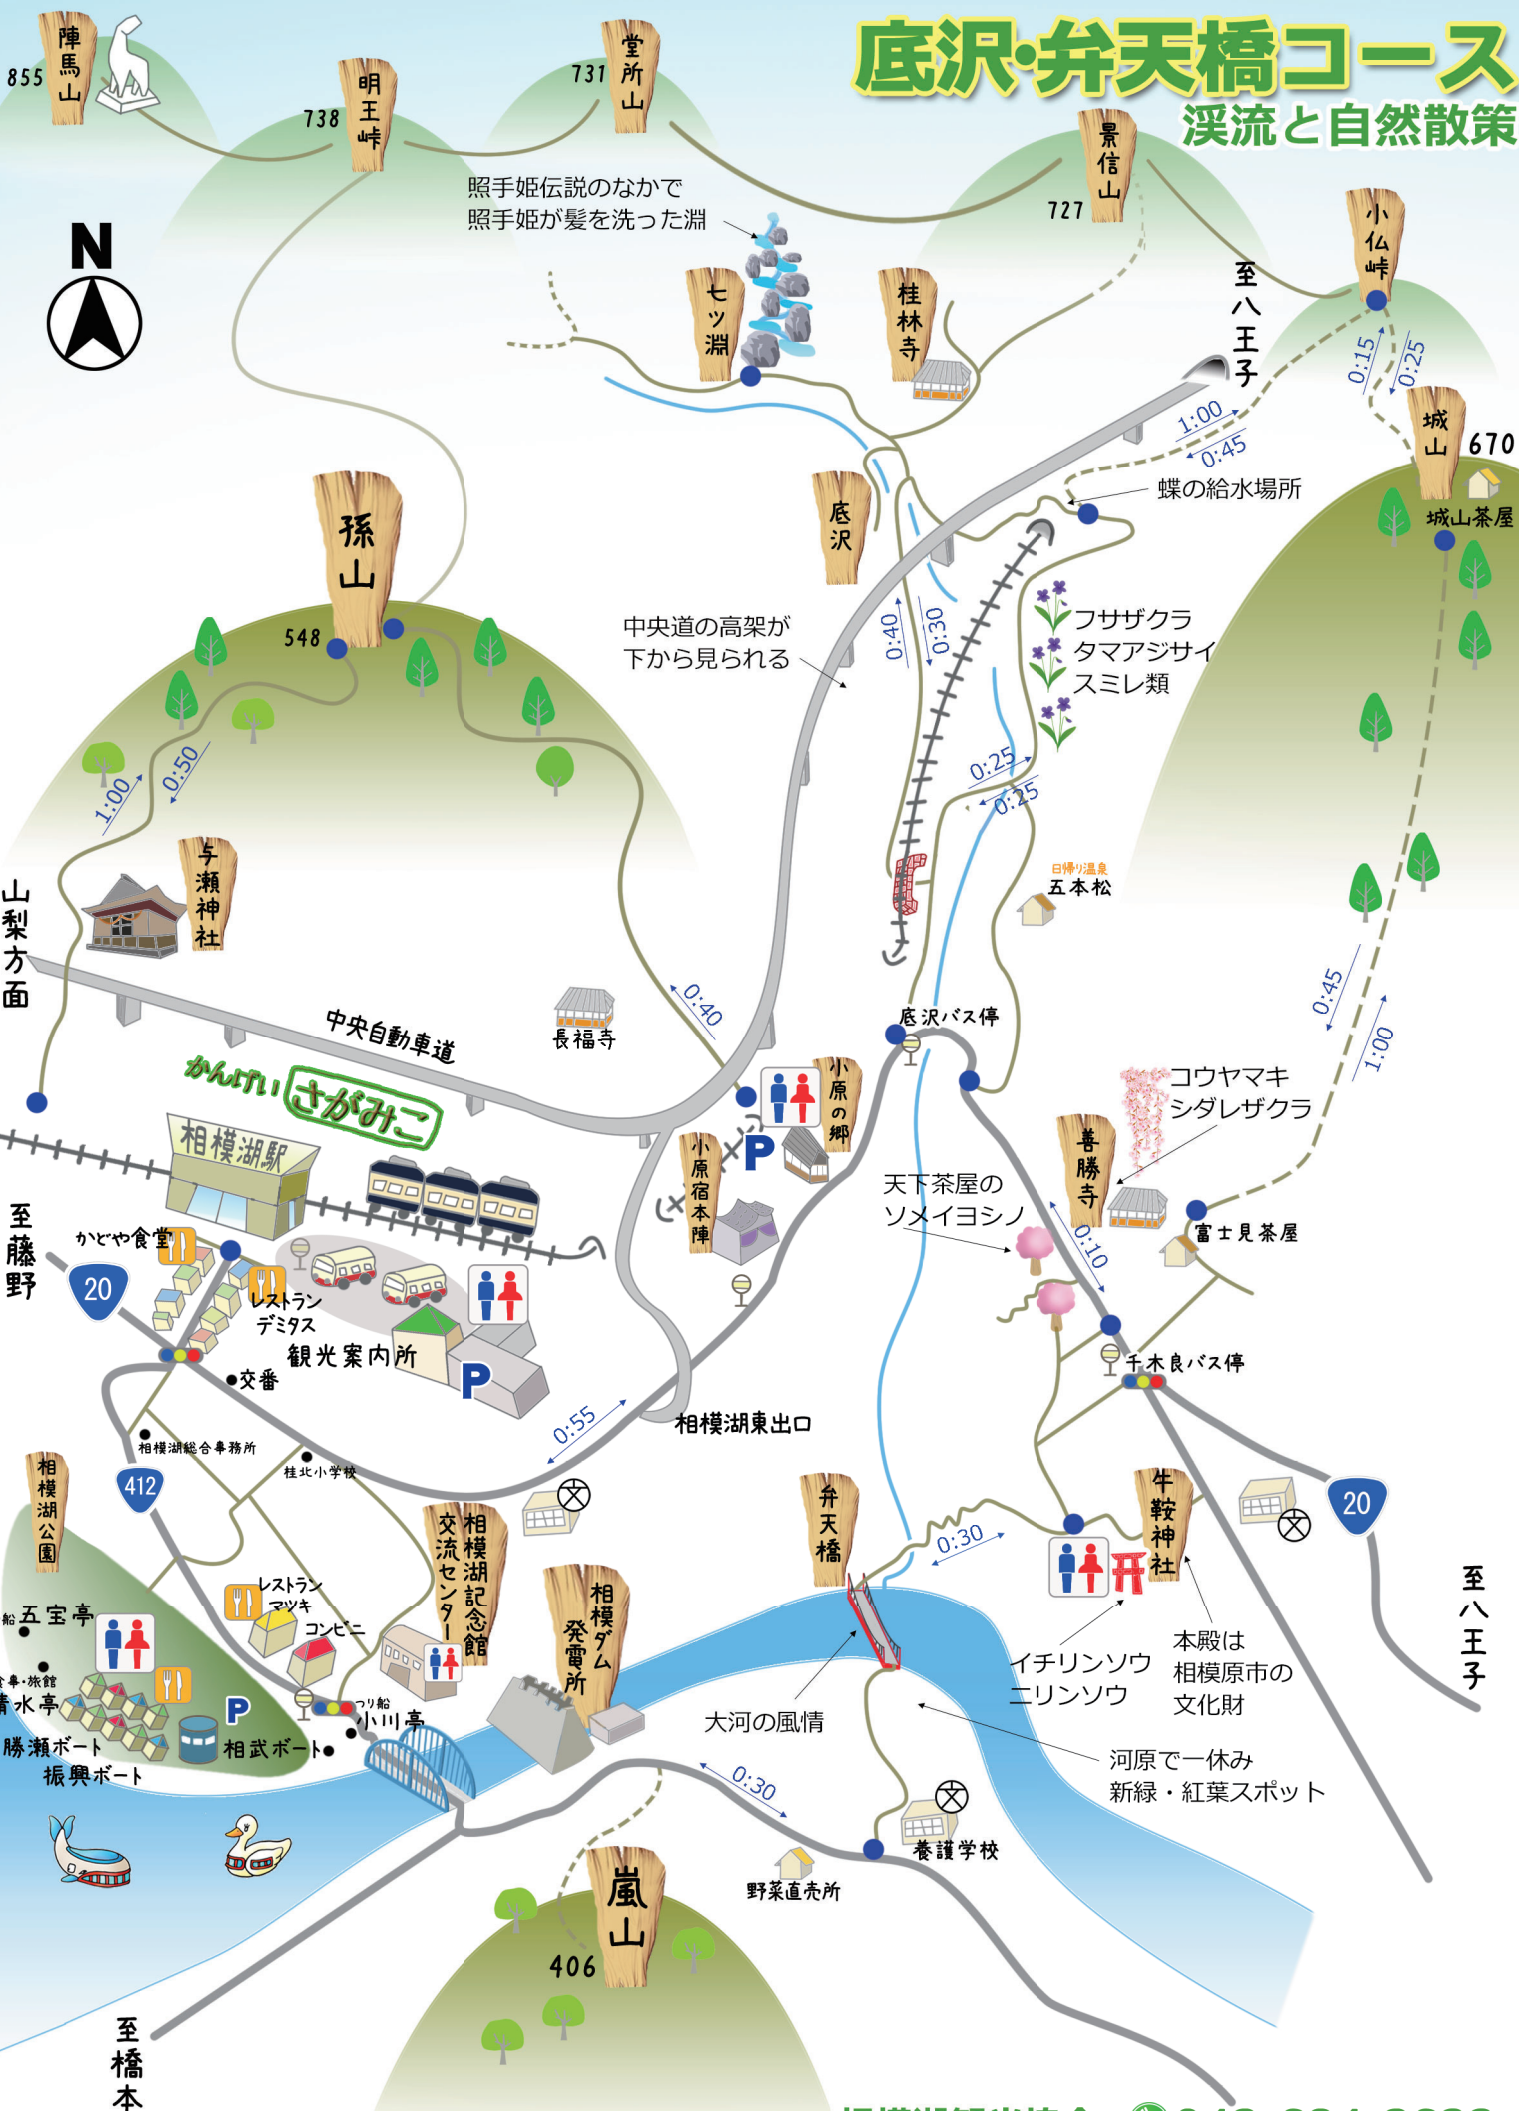 底沢・弁天橋コース
渓流と自然散策
陣馬山
855
明王峠
738
堂所山
731
景信山
727
小仏峠
照手姫伝説のなかで
照手姫が髪を洗った淵
N
七ツ淵
桂林寺
至八王子
0:15
0:25
城山
670
城山茶屋
1:00
0:45
蝶の給水場所
底沢
孫山
548
中央道の高架が
下から見られる
0:40
0:30
フサザクラ
タマアジサイ
スミレ類
0:25
0:25
1:00
0:50
与瀬神社
日帰り温泉
五本松
山梨方面
0:45
1:00
中央自動車道
長福寺
0:40
底沢バス停
かんげい さがみこ
小原の郷
P
コウヤマキ
シダレザクラ
善勝寺
相模湖駅
小原宿本陣
天下茶屋の
ソメイヨシノ
0:10
富士見茶屋
至藤野
20
かどや食堂
レストラン
デミタス
観光案内所
P
交番
千木良バス停
0:55
相模湖東出口
相模湖総合事務所
桂北小学校
412
相模湖公園
文
相模湖記念館
交流センター
弁天橋
牛鞍神社
文
20
0:30
至八王子
相模ダム
発電所
船
五宝亭
食事・旅館
清水亭
勝瀬ボート
振興ボート
P
レストラン
マツキ
コンビニ
つり船
小川亭
相武ボート
大河の風情
イチリンソウ
ニリンソウ
本殿は
相模原市の
文化財
河原で一休み
新緑・紅葉スポット
0:30
文
養護学校
野菜直売所
嵐山
406
至橋本